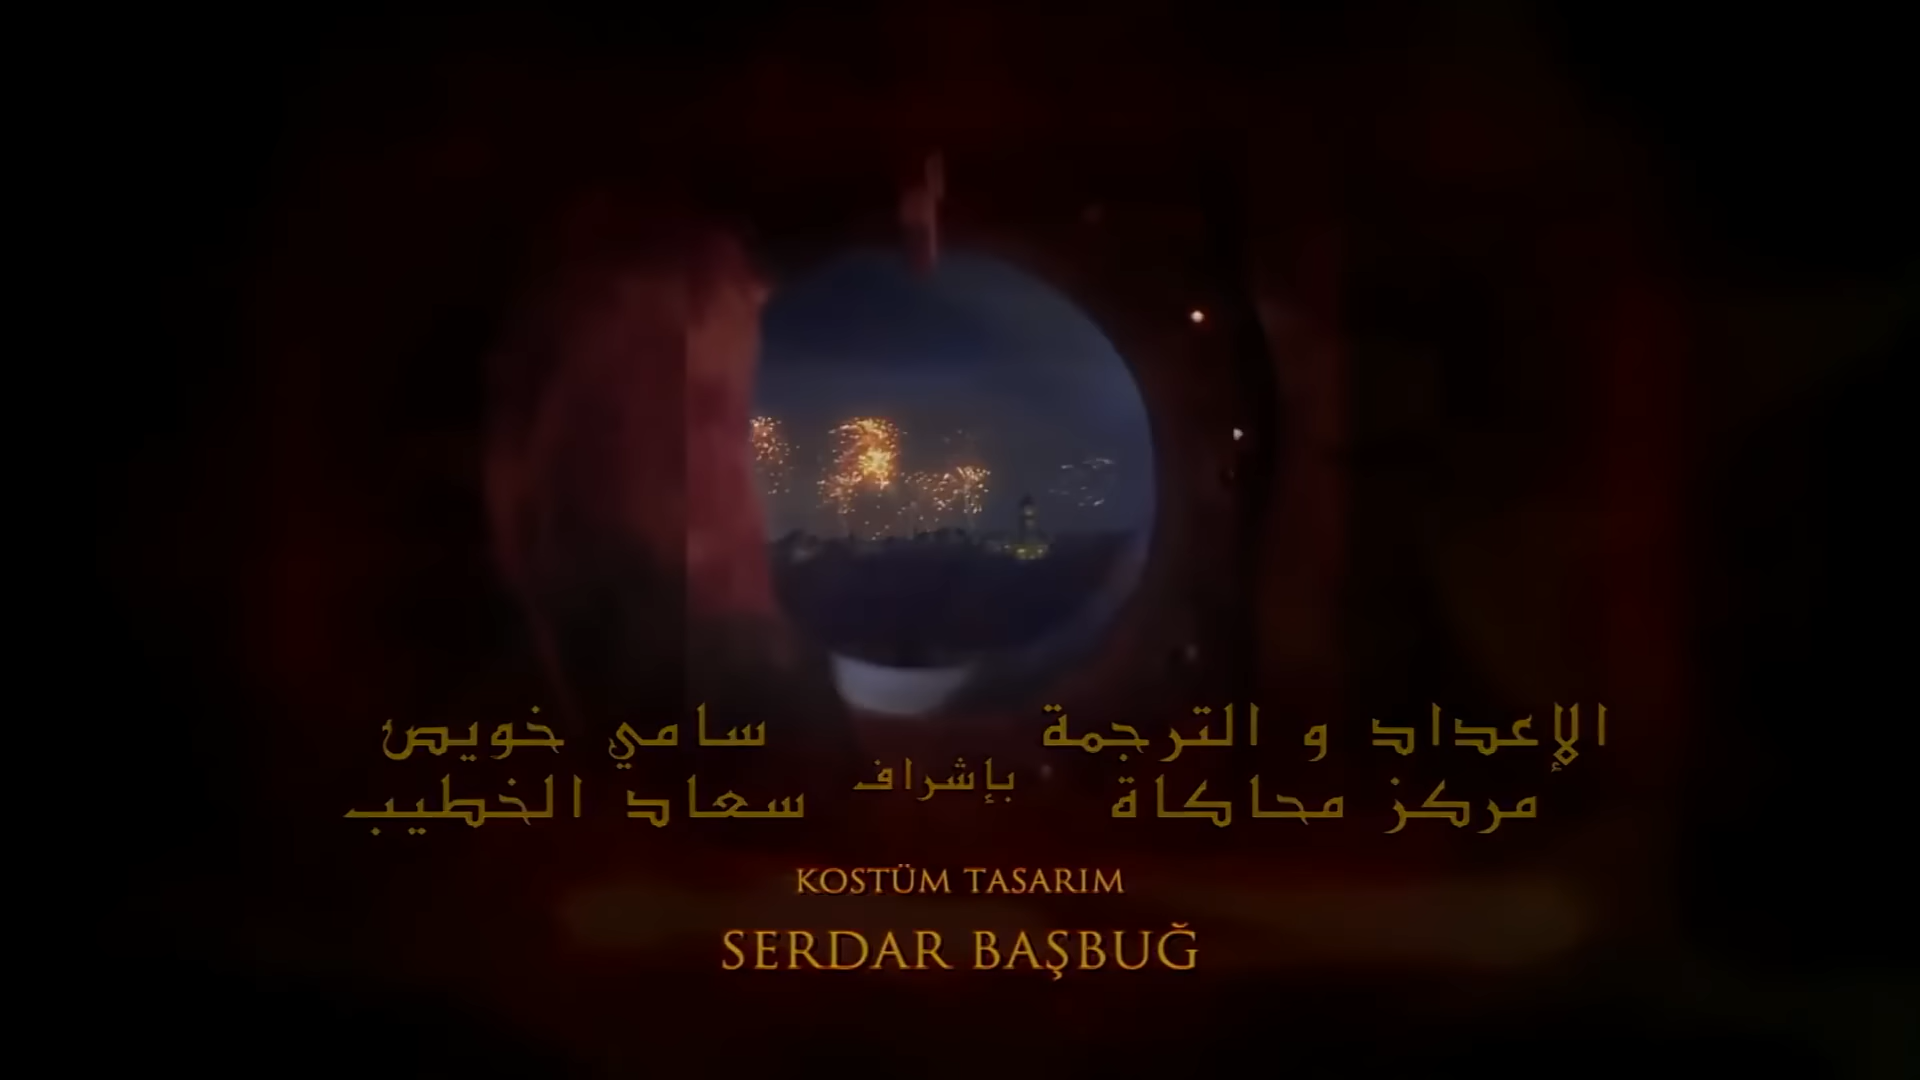 الإعداد و الترجمة
مركز محاكاة
بإشراف
سامي خويص
سعاد الخطيب
KOSTÜM TASARIM
SERDAR BAŞBUĞ